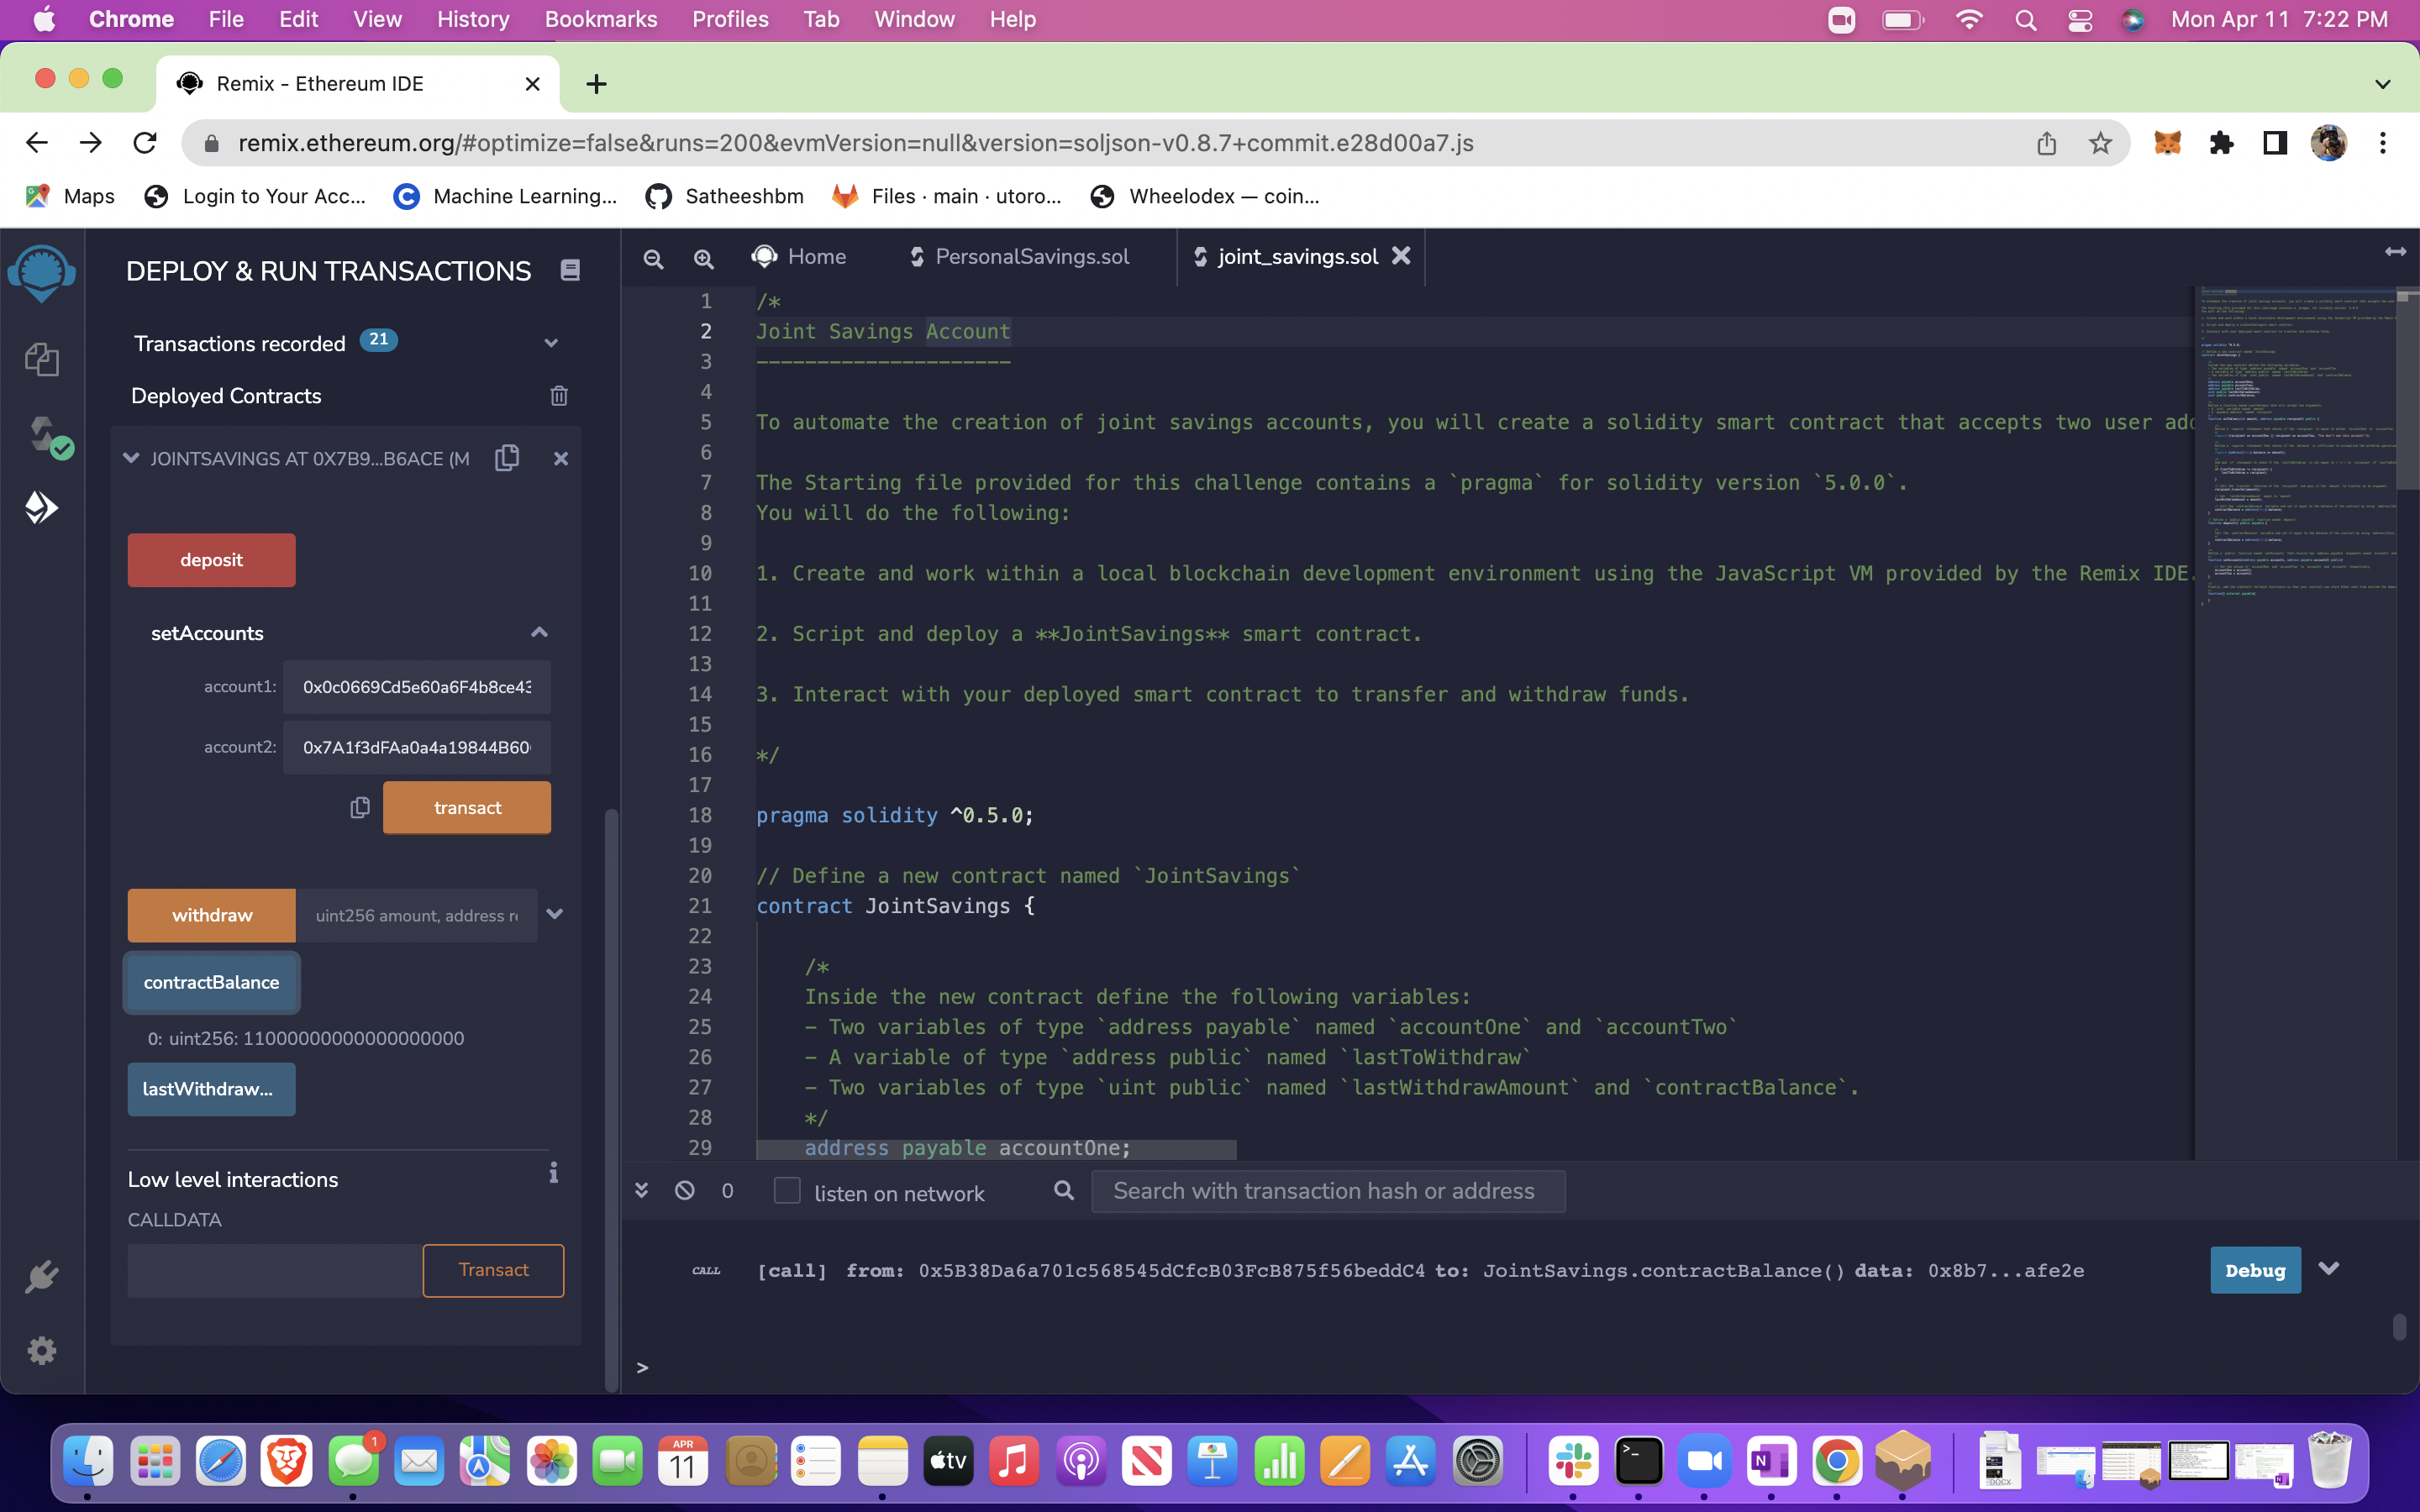 Chrome File Edit View History Bookmarks Profiles Tab Window Help Mon Apr 11 7:22 PM
Remix - Ethereum IDE
remix.ethereum.org/#optimize=false&runs=200&evmVersion=null&version=soljson-v0.8.7+commit.e28d00a7.js
Maps Login to Your Acc... Machine Learning... Satheeshbm Files · main · utoro... Wheelodex — coin...
DEPLOY & RUN TRANSACTIONS
Transactions recorded 21
Deployed Contracts
JOINTSAVINGS AT 0X7B9...B6ACE (M
deposit
setAccounts
account1: 0x0c0669Cd5e60a6F4b8ce43
account2: 0x7A1f3dFAa0a4a19844B60
transact
withdraw uint256 amount, address r
contractBalance
0: uint256: 11000000000000000000
lastWithdraw...
Low level interactions
CALLDATA
Transact
Home PersonalSavings.sol joint_savings.sol
1 /*
2 Joint Savings Account
3 ---------------------
4
5 To automate the creation of joint savings accounts, you will create a solidity smart contract that accepts two user ad
6
7 The Starting file provided for this challenge contains a `pragma` for solidity version `5.0.0`.
8 You will do the following:
9
10 1. Create and work within a local blockchain development environment using the JavaScript VM provided by the Remix IDE.
11
12 2. Script and deploy a **JointSavings** smart contract.
13
14 3. Interact with your deployed smart contract to transfer and withdraw funds.
15
16 */
17
18 pragma solidity ^0.5.0;
19
20 // Define a new contract named `JointSavings`
21 contract JointSavings {
22
23 /*
24 Inside the new contract define the following variables:
25 - Two variables of type `address payable` named `accountOne` and `accountTwo`
26 - A variable of type `address public` named `lastToWithdraw`
27 - Two variables of type `uint public` named `lastWithdrawAmount` and `contractBalance`.
28 */
29 address payable accountOne;
0 listen on network Search with transaction hash or address
CALL [call] from: 0x5B38Da6a701c568545dCfcB03FcB875f56beddC4 to: JointSavings.contractBalance() data: 0x8b7...afe2e Debug
>
1
APR
11
tv
N
DOCX